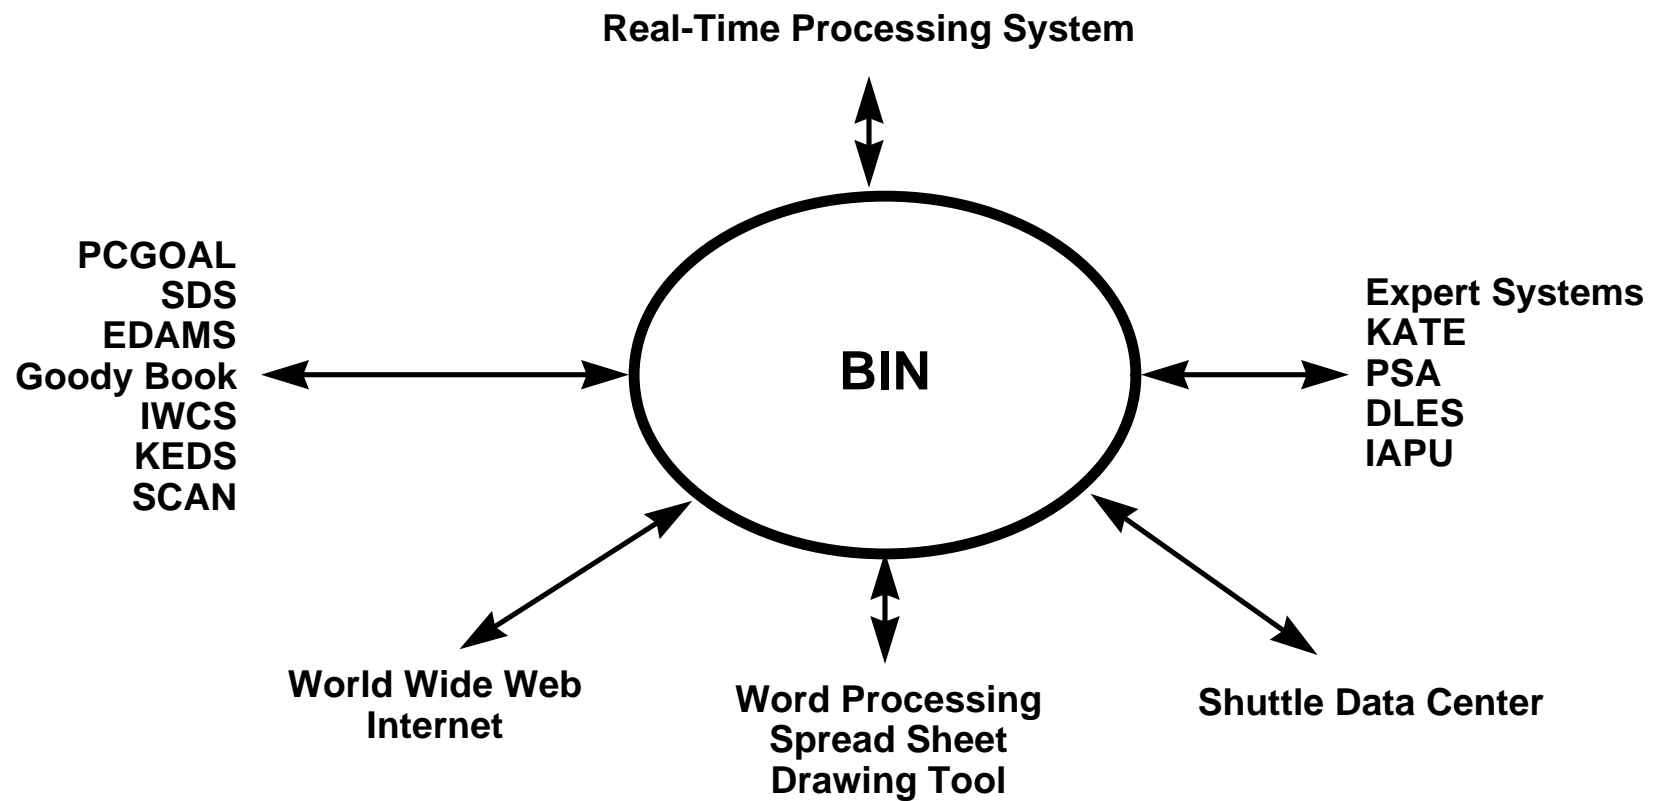 Real-Time Processing System
PCGOAL
SDS
EDAMS
Goody Book
IWCS
KEDS
SCAN
BIN
Expert Systems
KATE
PSA
DLES
IAPU
World Wide Web
Internet
Word Processing
Spread Sheet
Drawing Tool
Shuttle Data Center